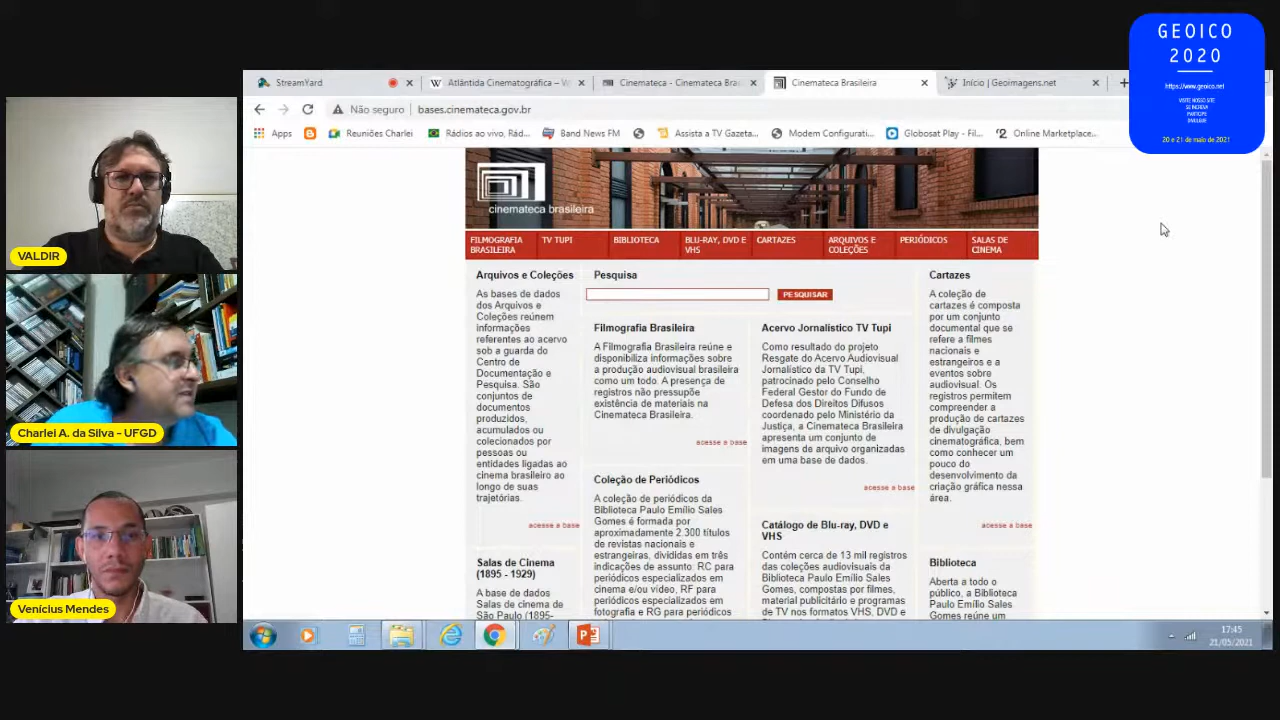 GEOICO
2020
https://www.geoico.net
VISITE NOSSO SITE
SE INCREVA
PARTICIPE
DIVULGUE
20 e 21 de maio de 2021
StreamYard
Atlântida Cinematográfica – W
Cinemateca - Cinemateca Bra
Cinemateca Brasileira
Início | Geoimagens.net
Não seguro | bases.cinemateca.gov.br
Apps
Reuniões Charlei
Rádios ao vivo, Rád...
Band News FM
Assista a TV Gazeta...
Modem Configurati...
Globosat Play - Fil...
Online Marketplace...
VALDIR
Charlei A. da Silva - UFGD
Venícius Mendes
cinemateca brasileira
FILMOGRAFIA BRASILEIRA
TV TUPI
BIBLIOTECA
BLU-RAY, DVD E VHS
CARTAZES
ARQUIVOS E COLEÇÕES
PERIÓDICOS
SALAS DE CINEMA
Arquivos e Coleções
As bases de dados
dos Arquivos e
Coleções reúnem
informações
referentes ao acervo
sob a guarda do
Centro de
Documentação e
Pesquisa. São
conjuntos de
documentos
produzidos,
acumulados ou
colecionados por
pessoas ou
entidades ligadas ao
cinema brasileiro ao
longo de suas
trajetórias.
acesse a base
Salas de Cinema
(1895 - 1929)
A base de dados
Salas de cinema de
São Paulo (1895-
Pesquisa
PESQUISAR
Filmografia Brasileira
A Filmografia Brasileira reúne e
disponibiliza informações sobre
a produção audiovisual brasileira
como um todo. A presença de
registros não pressupõe
existência de materiais na
Cinemateca Brasileira.
acesse a base
Coleção de Periódicos
A coleção de periódicos da
Biblioteca Paulo Emílio Sales
Gomes é formada por
aproximadamente 2.300 títulos
de revistas nacionais e
estrangeiras, divididas em três
indicações de assunto: RC para
periódicos especializados em
cinema e/ou vídeo, RF para
periódicos especializados em
fotografia e RG para periódicos
Acervo Jornalístico TV Tupi
Como resultado do projeto
Resgate do Acervo Audiovisual
Jornalístico da TV Tupi,
patrocinado pelo Conselho
Federal Gestor do Fundo de
Defesa dos Direitos Difusos
coordenado pelo Ministério da
Justiça, a Cinemateca Brasileira
apresenta um conjunto de
imagens de arquivo organizadas
em uma base de dados.
acesse a base
Catálogo de Blu-ray, DVD e
VHS
Contém cerca de 13 mil registros
das coleções audiovisuais da
Biblioteca Paulo Emílio Sales
Gomes, compostas por filmes,
material publicitário e programas
de TV nos formatos VHS, DVD e
Cartazes
A coleção de
cartazes é composta
por um conjunto
documental que se
refere a filmes
nacionais e
estrangeiros e a
eventos sobre
audiovisual. Os
registros permitem
compreender a
produção de cartazes
de divulgação
cinematográfica, bem
como conhecer um
pouco do
desenvolvimento da
criação gráfica nessa
área.
acesse a base
Biblioteca
Aberta a todo o
público, a Biblioteca
Paulo Emílio Sales
Gomes reúne um
17:45
21/05/2021